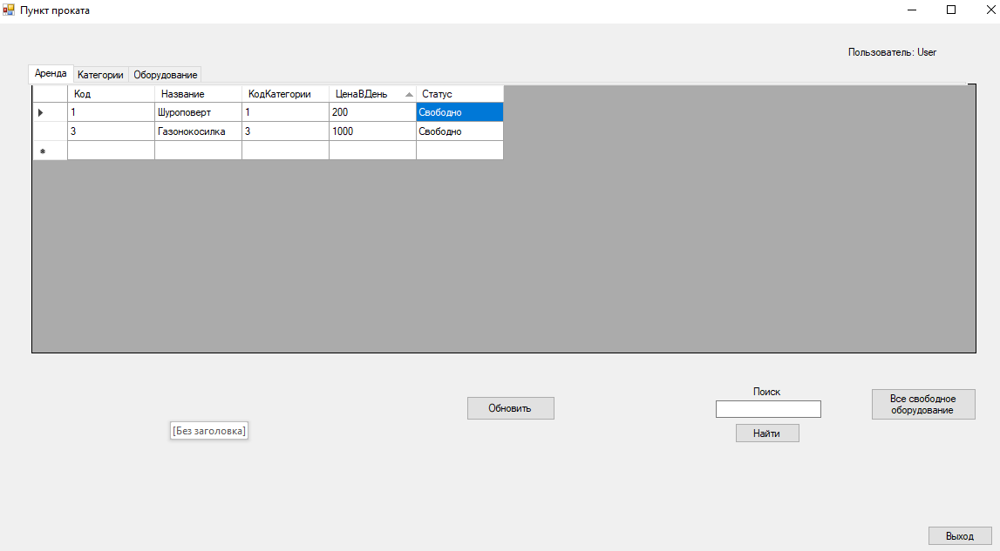 Пункт проката
Пользователь: User
Аренда Категории Оборудование
Код Название КодКатегории ЦенаВДень Статус
1 Шуроповерт 1 200 Свободно
3 Газонокосилка 3 1000 Свободно
Поиск
Все свободное
оборудование
Обновить
Найти
[Без заголовка]
Выход